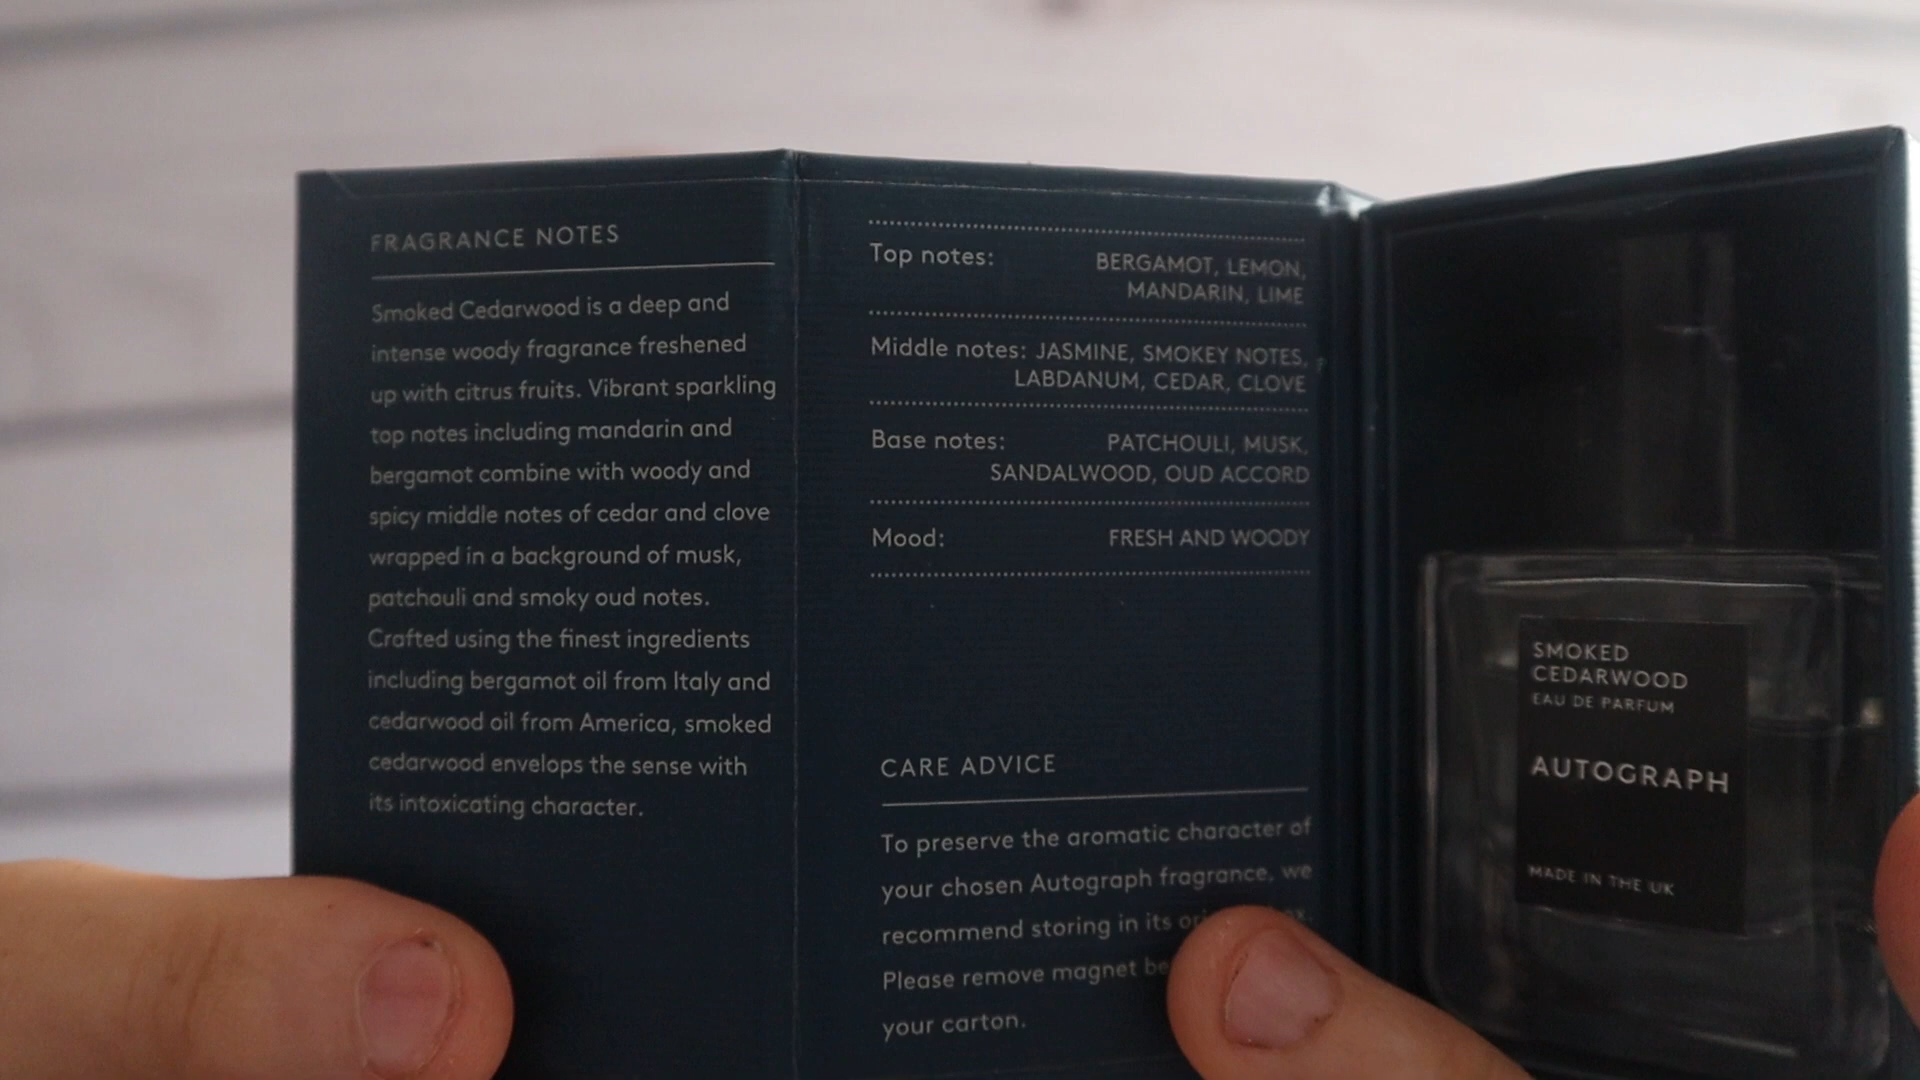 FRAGRANCE NOTES
Smoked Cedarwood is a deep and
intense woody fragrance freshened
up with citrus fruits. Vibrant sparkling
top notes including mandarin and
bergamot combine with woody and
spicy middle notes of cedar and clove
wrapped in a background of musk,
patchouli and smoky oud notes.
Crafted using the finest ingredients
including bergamot oil from Italy and
cedarwood oil from America, smoked
cedarwood envelops the sense with
its intoxicating character.
Top notes: BERGAMOT, LEMON,
MANDARIN, LIME
Middle notes: JASMINE, SMOKEY NOTES,
LABDANUM, CEDAR, CLOVE
Base notes: PATCHOULI, MUSK,
SANDALWOOD, OUD ACCORD
Mood: FRESH AND WOODY
CARE ADVICE
To preserve the aromatic character of
your chosen Autograph fragrance, we
recommend storing in its
Please remove magnet
your carton.
SMOKED
CEDARWOOD
EAU DE PARFUM
AUTOGRAPH
MADE IN THE UK